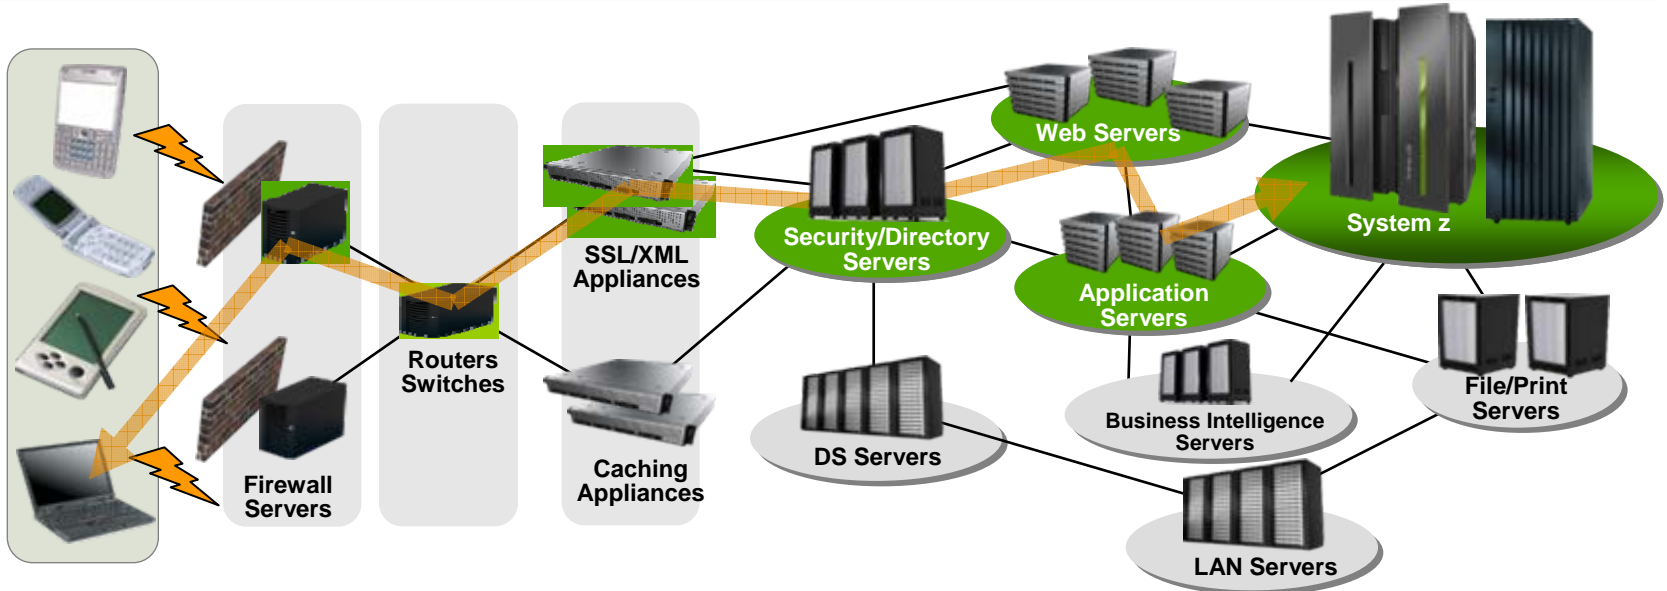 Web Servers
System z
Security/Directory
Servers
SSL/XML
Appliances
Application
Servers
Routers
Switches
File/Print
Servers
Business Intelligence
Servers
DS Servers
Caching
Appliances
Firewall
Servers
LAN Servers